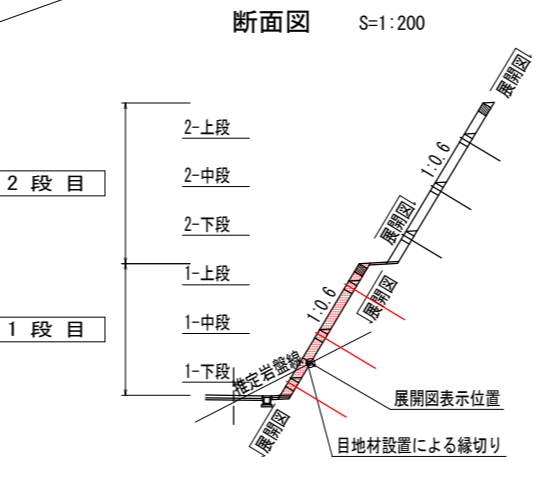 断面図 S=1:200
展開図
2-上段
1:0.6
2段目
2-中段
展開図
2-下段
1-上段
展開図
1:0.6
1段目
1-中段
推定岩盤線
1-下段
展開図表示位置
展開図
目地材設置による縁切り